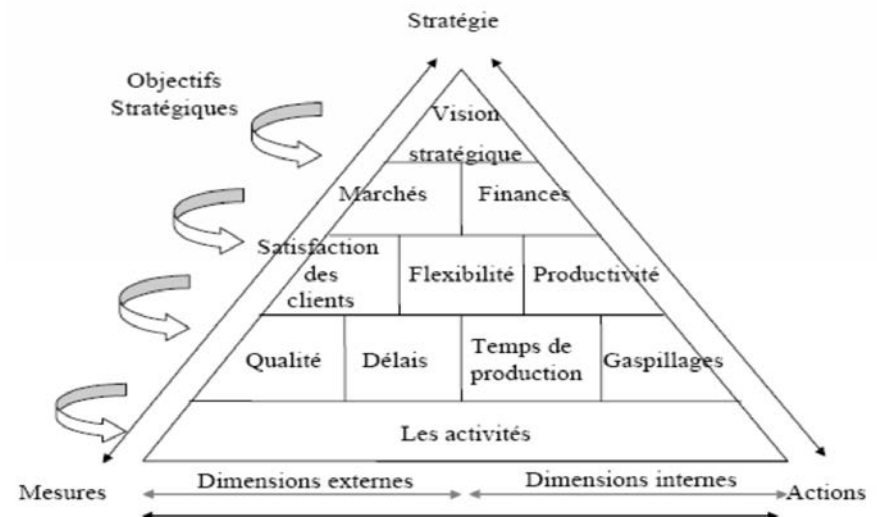 Stratégie
Objectifs
Stratégiques
Vision
stratégique
Marchés
Finances
Satisfaction
des
clients
Flexibilité
Productivité
Qualité
Délais
Temps de
production
Gaspillages
Les activités
Mesures
Dimensions externes
Dimensions internes
Actions